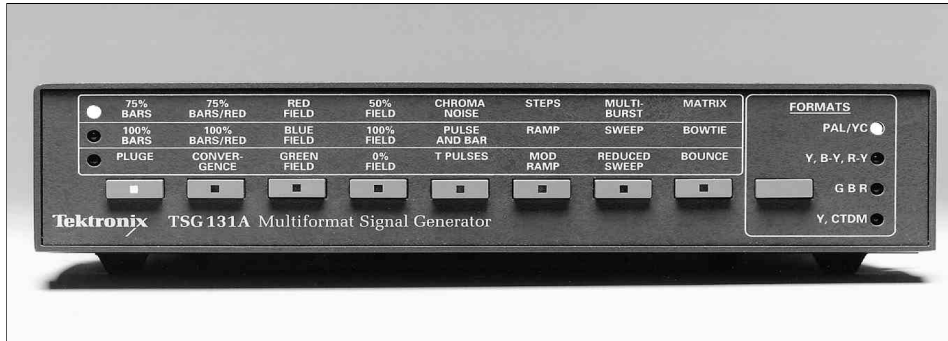 75% BARS 75% BARS/RED RED FIELD 50% FIELD CHROMA NOISE STEPS MULTI-BURST MATRIX
100% BARS 100% BARS/RED BLUE FIELD 100% FIELD PULSE AND BAR RAMP SWEEP BOWTIE
PLUGE CONVER-GENCE GREEN FIELD 0% FIELD T PULSES MOD RAMP REDUCED SWEEP BOUNCE
FORMATS
PAL/YC
Y, B-Y, R-Y
G B R
Y, CTDM
Tektronix TSG 131A Multiformat Signal Generator